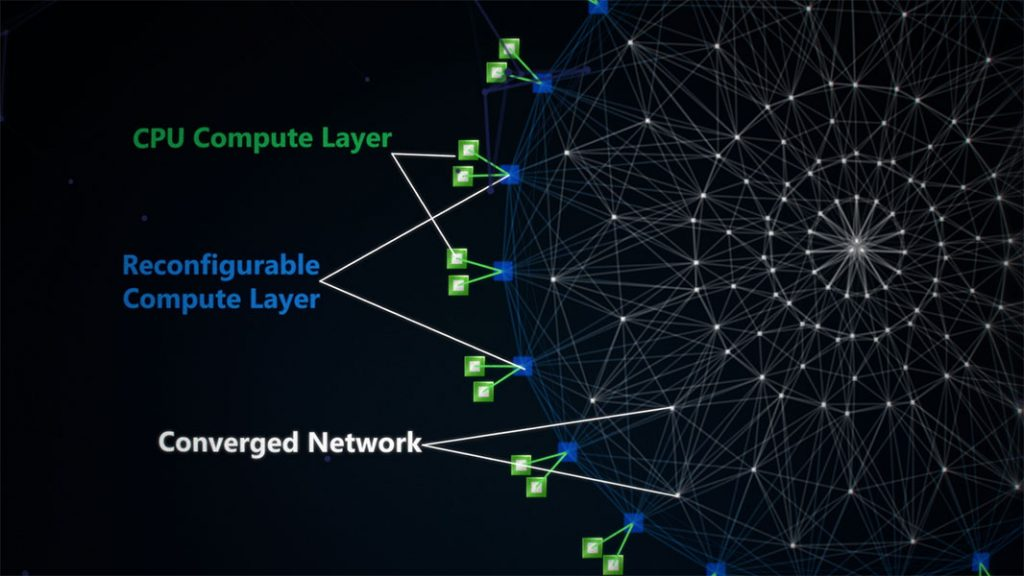 CPU Compute Layer
Reconfigurable
Compute Layer
Converged Network